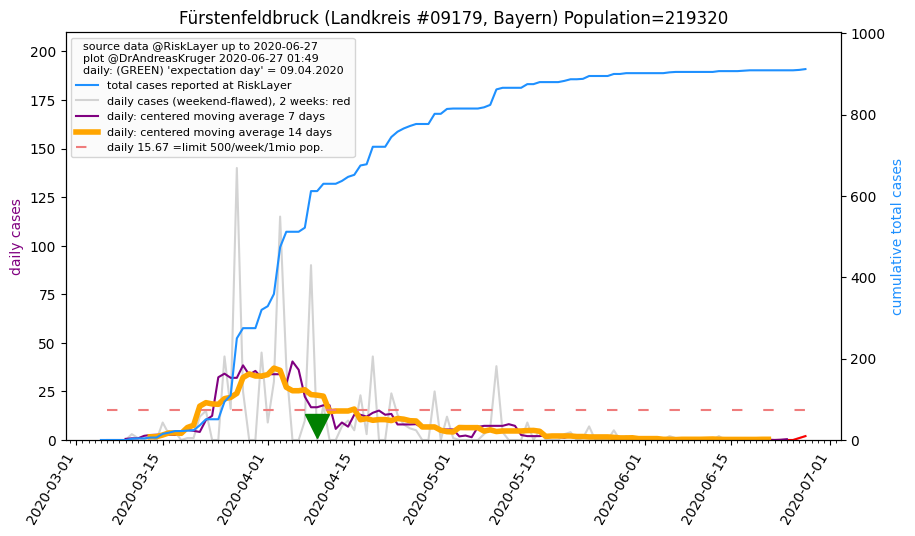 Fürstenfeldbruck (Landkreis #09179, Bayern) Population=219320
source data @RiskLayer up to 2020-06-27
plot @DrAndreasKruger 2020-06-27 01:49
daily: (GREEN) 'expectation day' = 09.04.2020
total cases reported at RiskLayer
daily cases (weekend-flawed), 2 weeks: red
daily: centered moving average 7 days
daily: centered moving average 14 days
daily 15.67 =limit 500/week/1mio pop.
daily cases
200
175
150
125
100
75
50
25
0
1000
800
600
400
200
0
cumulative total cases
2020-03-01
2020-03-15
2020-04-01
2020-04-15
2020-05-01
2020-05-15
2020-06-01
2020-06-15
2020-07-01